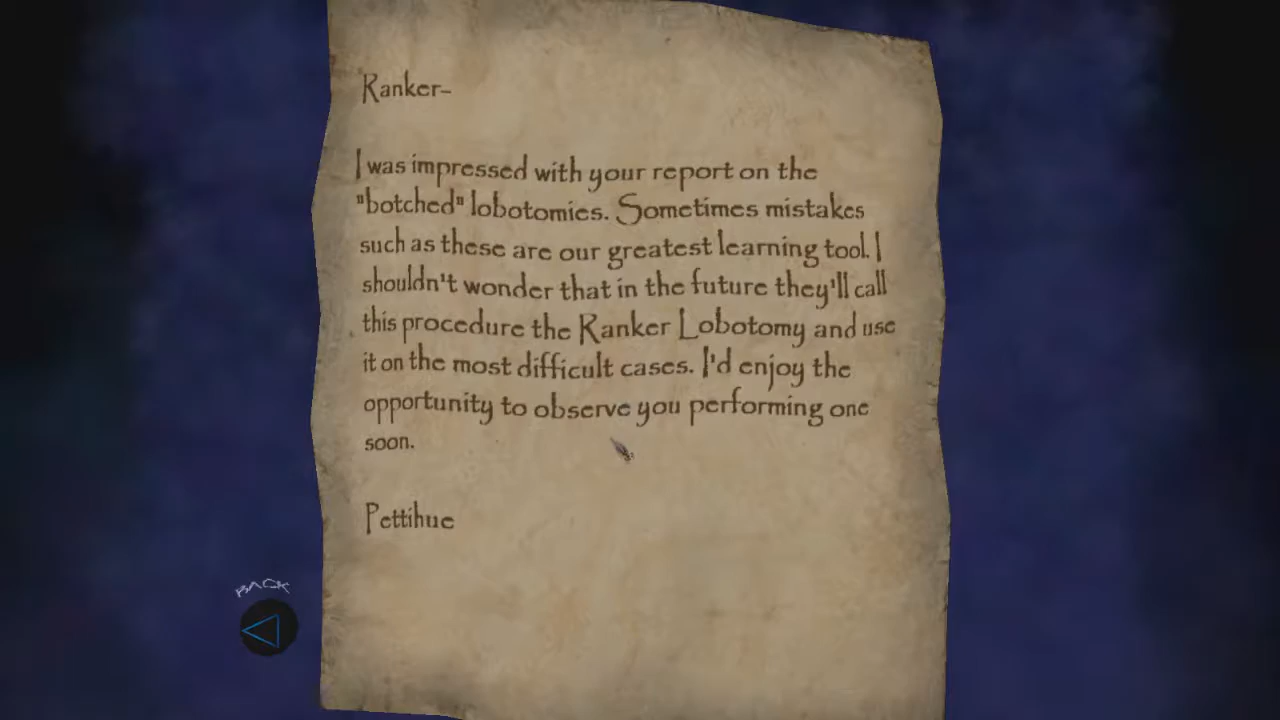 Ranker-
I was impressed with your report on the
"botched" lobotomies. Sometimes mistakes
such as these are our greatest learning tool. I
shouldn't wonder that in the future they'll call
this procedure the Ranker Lobotomy and use
it on the most difficult cases. I'd enjoy the
opportunity to observe you performing one
soon.
Pettihue
BACK